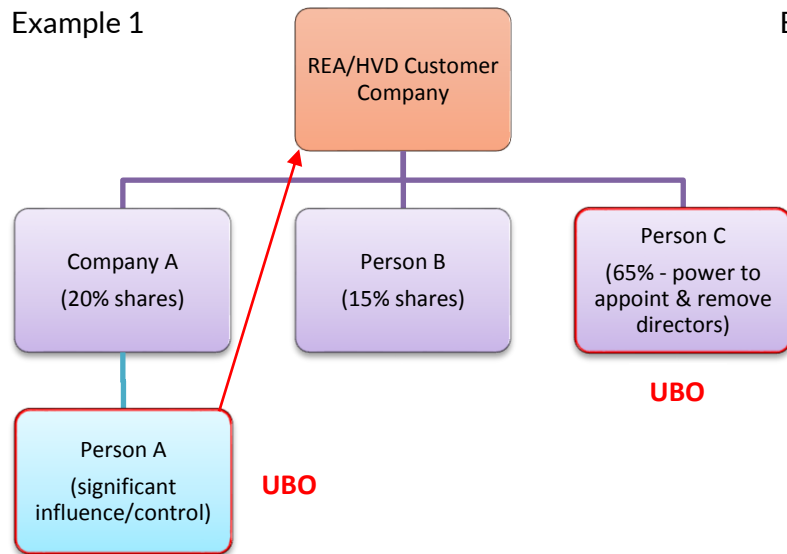 Example 1
E
REA/HVD Customer
Company
Company A
(20% shares)
Person B
(15% shares)
Person C
(65% - power to
appoint & remove
directors)
UBO
Person A
(significant
influence/control)
UBO